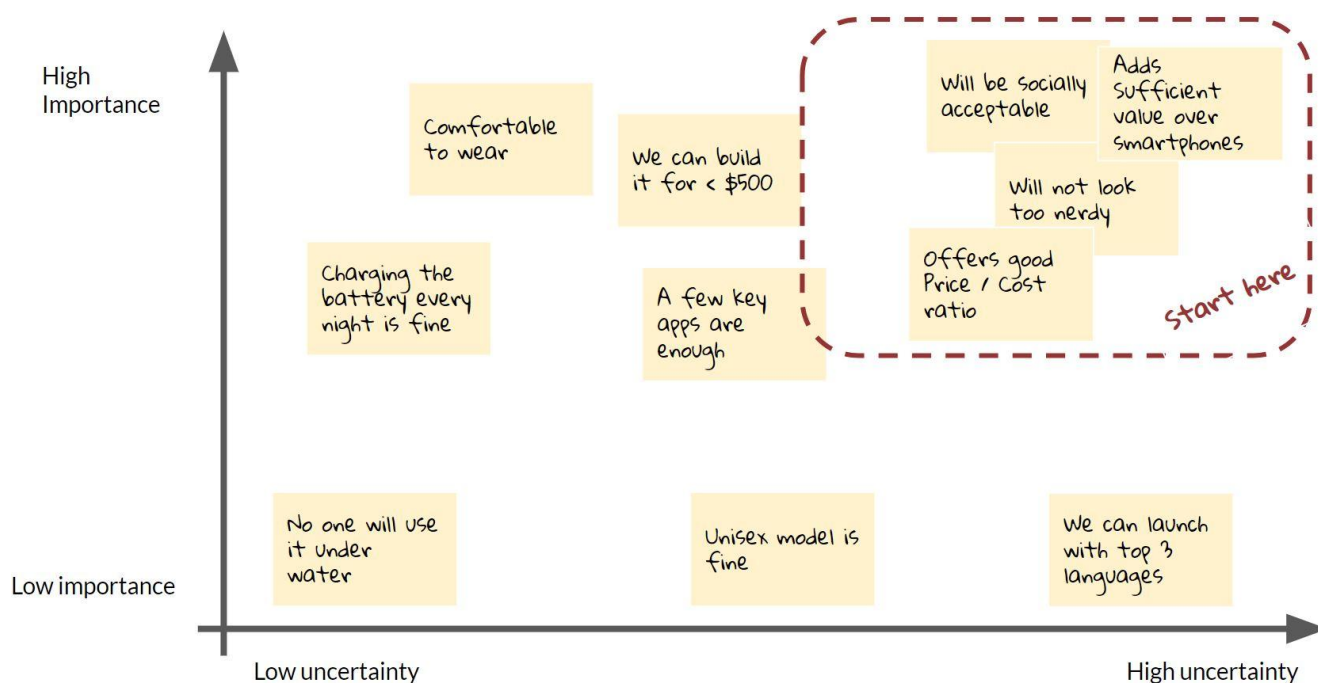 High
Importance
Comfortable
to wear
We can build
it for < $500
Will be socially
acceptable
Adds
sufficient
value over
smartphones
Will not look
too nerdy
Offers good
Price / Cost
ratio
start here
Charging the
battery every
night is fine
A few key
apps are
enough
No one will use
it under
water
Unisex model is
fine
We can launch
with top 3
languages
Low importance
Low uncertainty
High uncertainty